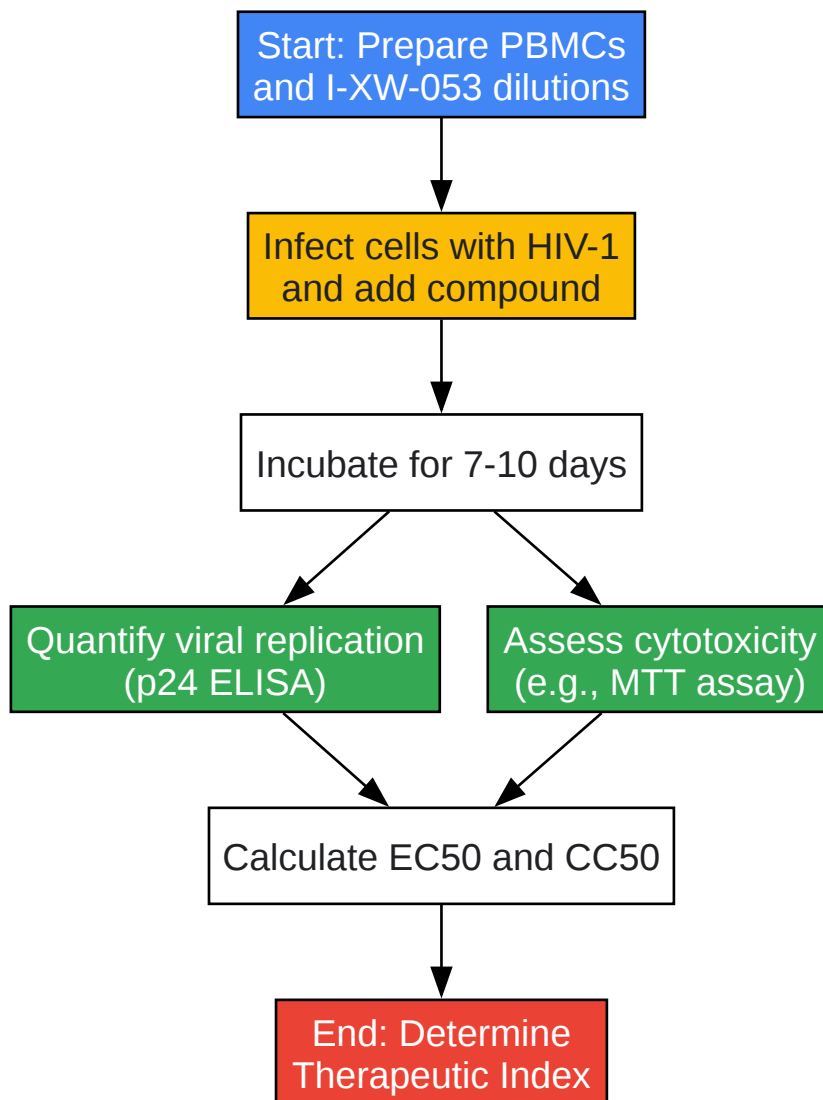 Start: Prepare PBMCs
and I-XW-053 dilutions
Infect cells with HIV-1
and add compound
Incubate for 7-10 days
Quantify viral replication
(p24 ELISA)
Assess cytotoxicity
(e.g., MTT assay)
Calculate EC50 and CC50
End: Determine
Therapeutic Index